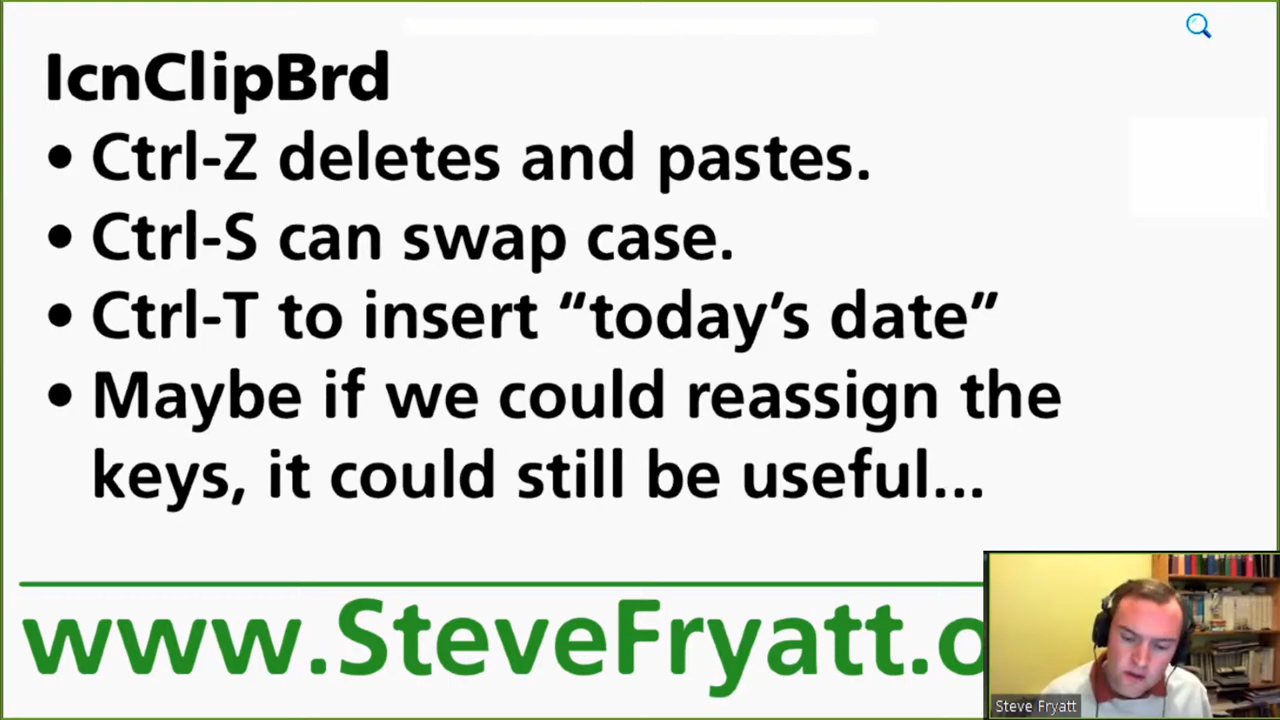 IcnClipBrd
• Ctrl-Z deletes and pastes.
• Ctrl-S can swap case.
• Ctrl-T to insert “today’s date”
• Maybe if we could reassign the
keys, it could still be useful...
www.SteveFryatt.o
Steve Fryatt